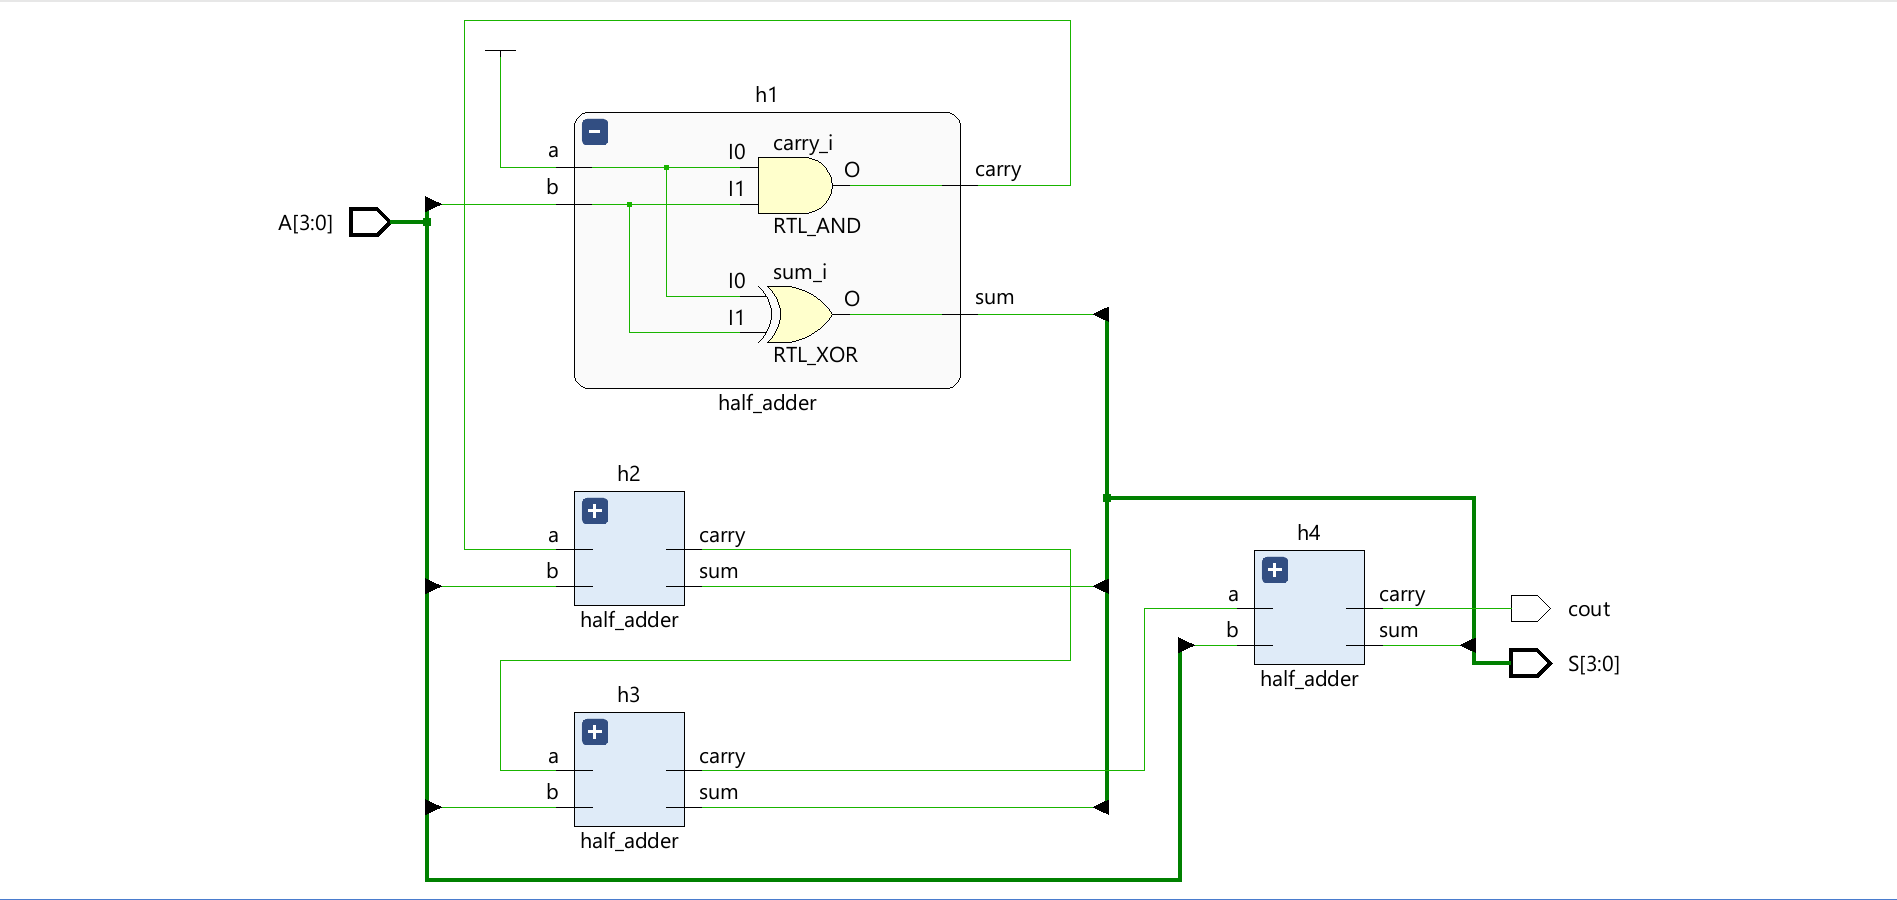 h1
a
b
I0
carry_i
I1
O
RTL_AND
carry
A[3:0]
I0
sum_i
I1
O
RTL_XOR
sum
half_adder
h2
a
b
carry
sum
half_adder
h3
a
b
carry
sum
half_adder
h4
a
b
carry
sum
half_adder
cout
S[3:0]